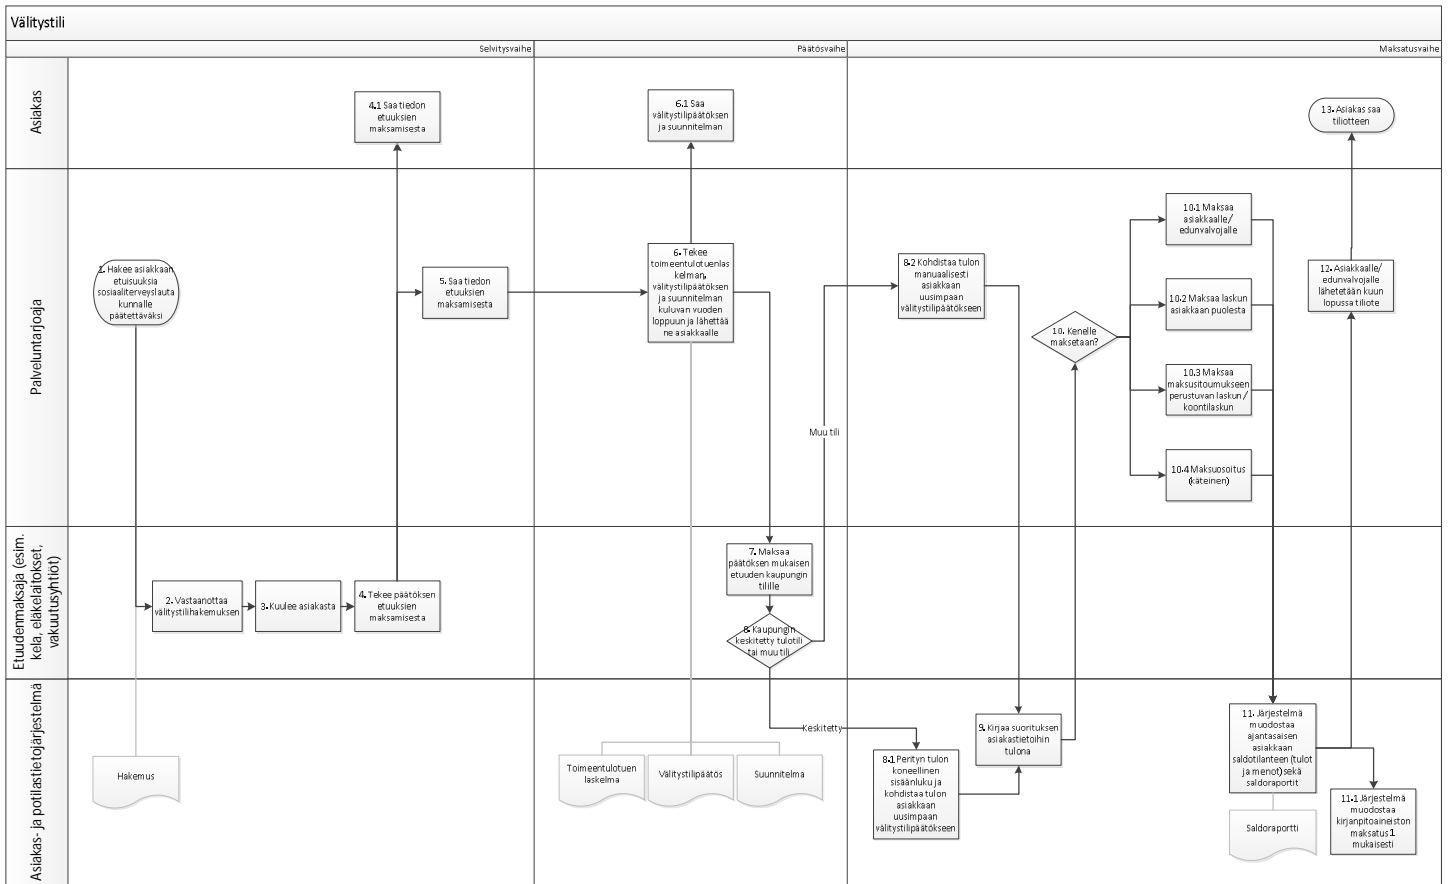 Välitystili
Selvitysvaihe
Päätösvaihe
Maksatusvaihe
Asiakas
4.1 Saa tiedon
etuuksien
maksamisesta
6.1 Saa
välitystilipäätöksen
ja suunnitelman
13. Asiakas saa
tiliotteen
Palveluntarjoaja
1. Hakee asiakkaan
etuisuuksia
sosiaaliterveyslauta
kunnalle
päätettäväksi
5. Saa tiedon
etuuksien
maksamisesta
6. Tekee
toimeentulotuenlas
kelman,
välitystilipäätöksen
ja suunnitelman
kuluvan vuoden
loppuun ja lähettää
ne asiakkaalle
8.2 Kohdistaa tulon
manuaalisesti
asiakkaan
uusimpaan
välitystilipäätökseen
Muu tili
10. Kenelle
maksetaan?
10.1 Maksaa
asiakkaalle/
edunvalvojalle
10.2 Maksaa laskun
asiakkaan puolesta
10.3 Maksaa
maksusitoumukseen
perustuvan laskun /
koontilaskun
10.4 Maksuosoitus
(käteinen)
12. Asiakkaalle/
edunvalvojalle
lähetetään kuun
lopussa tiliote
Etuudenmaksaja (esim.
kela, eläkelaitokset,
vakuutusyhtiöt)
2. Vastaanottaa
välitystilihakemuksen
3. Kuulee asiakasta
4. Tekee päätöksen
etuuksien
maksamisesta
7. Maksaa
päätöksen mukaisen
etuuden kaupungin
tilille
8. Kaupungin
keskitetty tulotili
tai muu tili
Asiakas- ja potilastietojärjestelmä
Hakemus
Toimeentulotuen
laskelma
Välitystilipäätös
Suunnitelma
Keskitetty
8.1 Perityn tulon
koneellinen
sisäänluku ja
kohdistaa tulon
asiakkaan
uusimpaan
välitystilipäätökseen
9. Kirjaa suorituksen
asiakastietoihin
tulona
11. Järjestelmä
muodostaa
ajantasaisen
asiakkaan
saldotilanteen (tulot
ja menot) sekä
saldoraportit
Saldoraportti
11.1 Järjestelmä
muodostaa
kirjanpitoaineiston
maksatus 1
mukaisesti